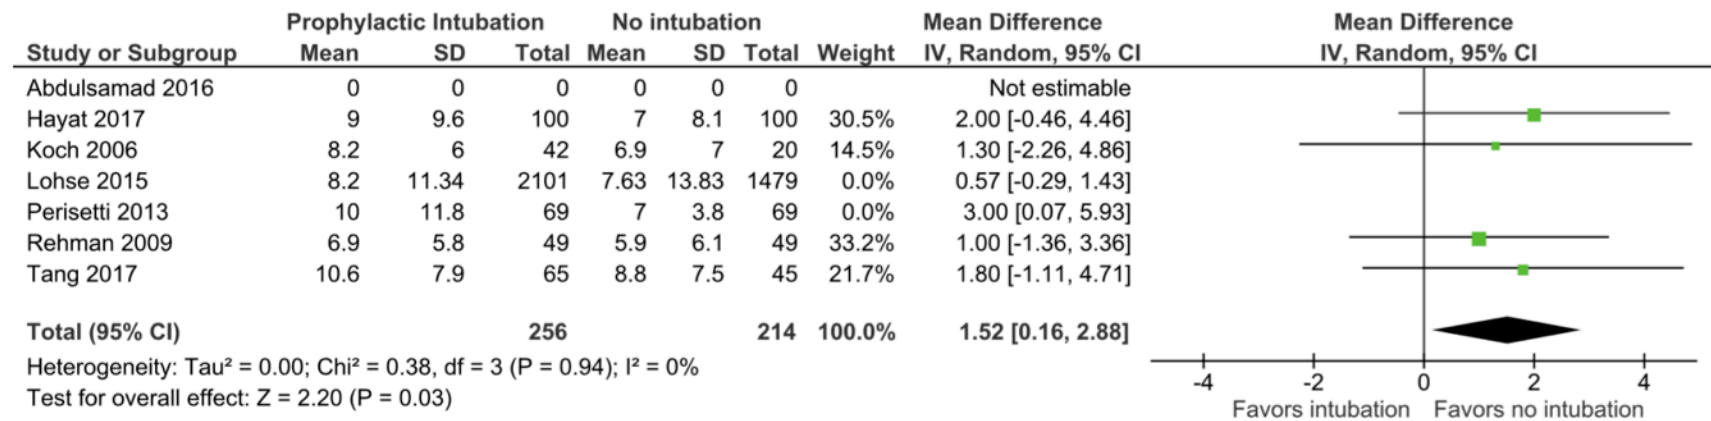 Prophylactic Intubation No intubation Mean Difference Mean Difference
Study or Subgroup Mean SD Total Mean SD Total Weight IV, Random, 95% CI IV, Random, 95% CI
Abdulsamad 2016 0 0 0 0 0 0 Not estimable
Hayat 2017 9 9.6 100 7 8.1 100 30.5% 2.00 [-0.46, 4.46]
Koch 2006 8.2 6 42 6.9 7 20 14.5% 1.30 [-2.26, 4.86]
Lohse 2015 8.2 11.34 2101 7.63 13.83 1479 0.0% 0.57 [-0.29, 1.43]
Perisetti 2013 10 11.8 69 7 3.8 69 0.0% 3.00 [0.07, 5.93]
Rehman 2009 6.9 5.8 49 5.9 6.1 49 33.2% 1.00 [-1.36, 3.36]
Tang 2017 10.6 7.9 65 8.8 7.5 45 21.7% 1.80 [-1.11, 4.71]
Total (95% CI) 256 214 100.0% 1.52 [0.16, 2.88]
Heterogeneity: Tau² = 0.00; Chi² = 0.38, df = 3 (P = 0.94); I² = 0%
Test for overall effect: Z = 2.20 (P = 0.03)
-4 -2 0 2 4
Favors intubation Favors no intubation